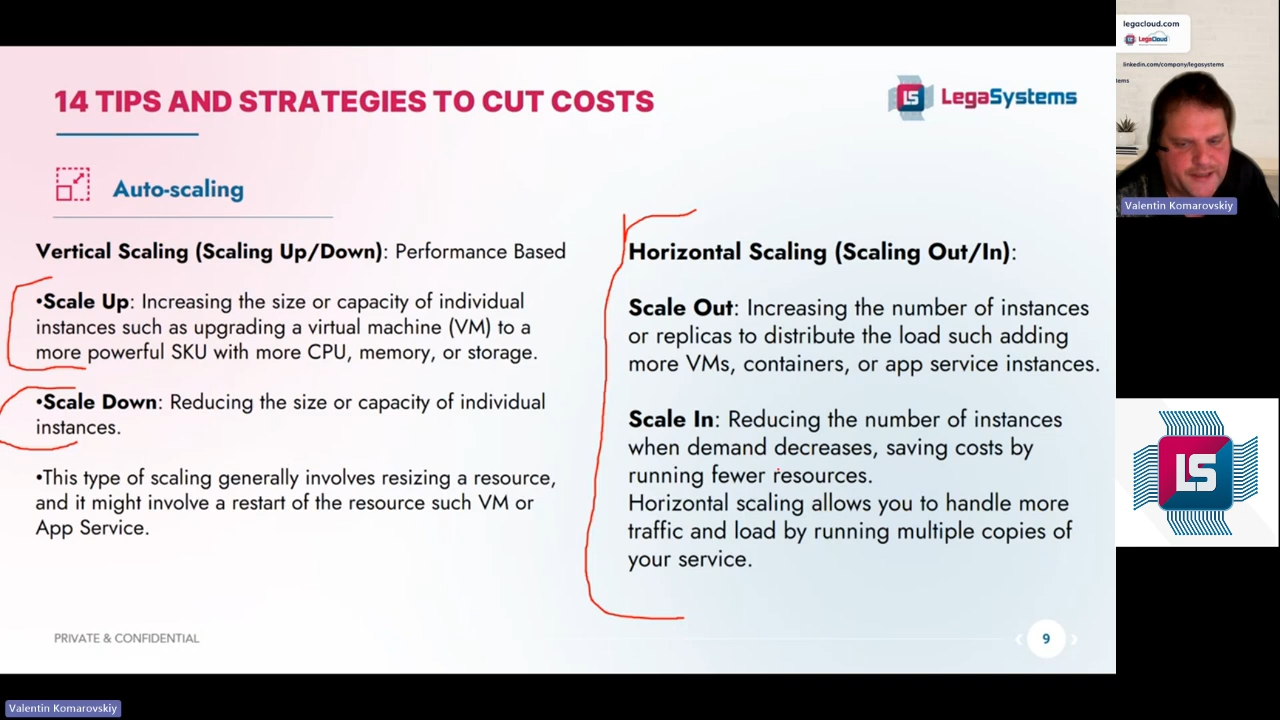 14 TIPS AND STRATEGIES TO CUT COSTS
LS LegaSystems
Auto-scaling
Vertical Scaling (Scaling Up/Down): Performance Based
•Scale Up: Increasing the size or capacity of individual
instances such as upgrading a virtual machine (VM) to a
more powerful SKU with more CPU, memory, or storage.
•Scale Down: Reducing the size or capacity of individual
instances.
•This type of scaling generally involves resizing a resource,
and it might involve a restart of the resource such VM or
App Service.
Horizontal Scaling (Scaling Out/In):
Scale Out: Increasing the number of instances
or replicas to distribute the load such adding
more VMs, containers, or app service instances.
Scale In: Reducing the number of instances
when demand decreases, saving costs by
running fewer resources.
Horizontal scaling allows you to handle more
traffic and load by running multiple copies of
your service.
PRIVATE & CONFIDENTIAL
9
legacloud.com
LegaCloud
linkedin.com/company/legasystems
tems
Valentin Komarovskiy
LS
Valentin Komarovskiy